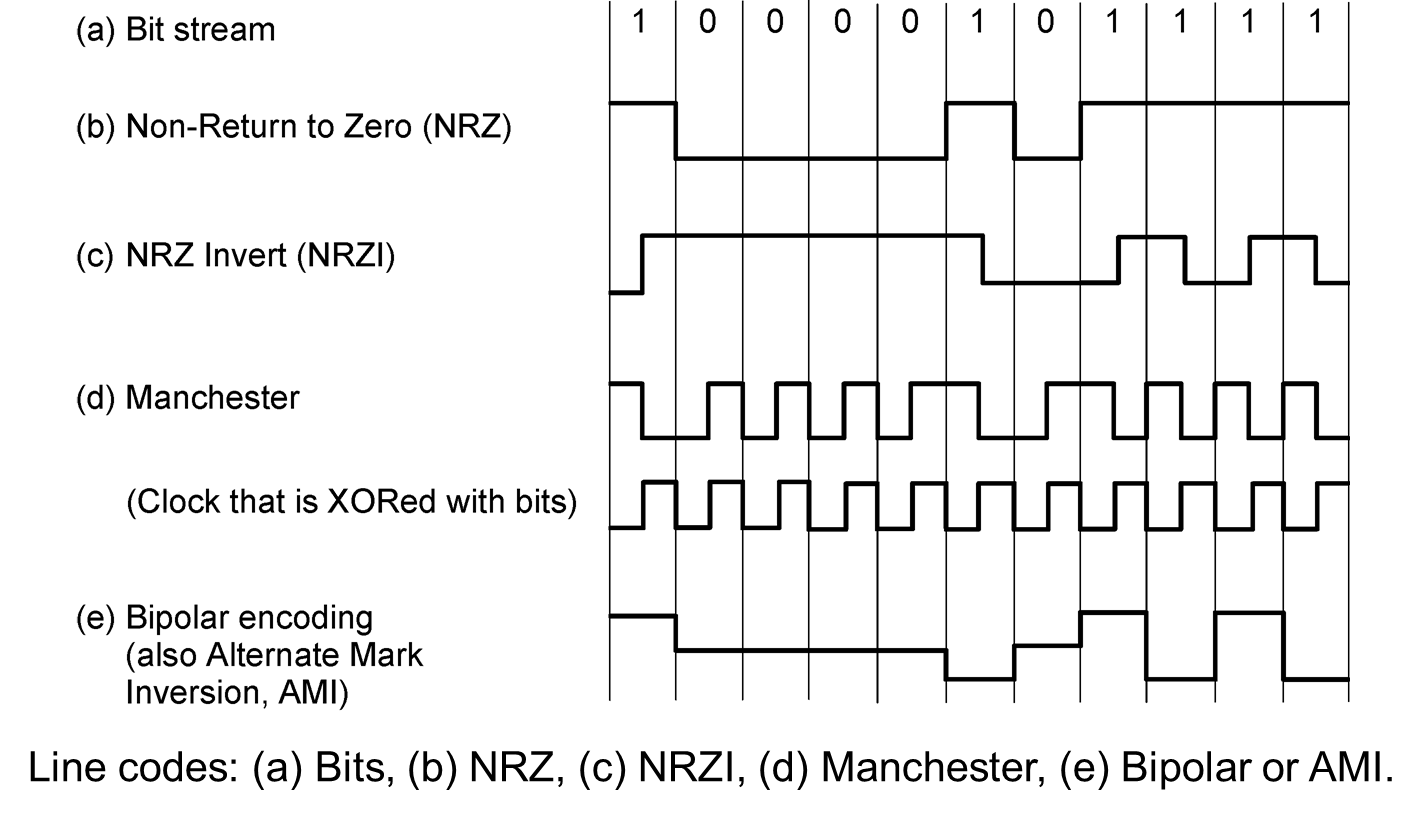 (a) Bit stream 1 0 0 0 0 1 0 1 1 1 1
(b) Non-Return to Zero (NRZ)
(c) NRZ Invert (NRZI)
(d) Manchester
(Clock that is XORed with bits)
(e) Bipolar encoding
(also Alternate Mark
Inversion, AMI)
Line codes: (a) Bits, (b) NRZ, (c) NRZI, (d) Manchester, (e) Bipolar or AMI.